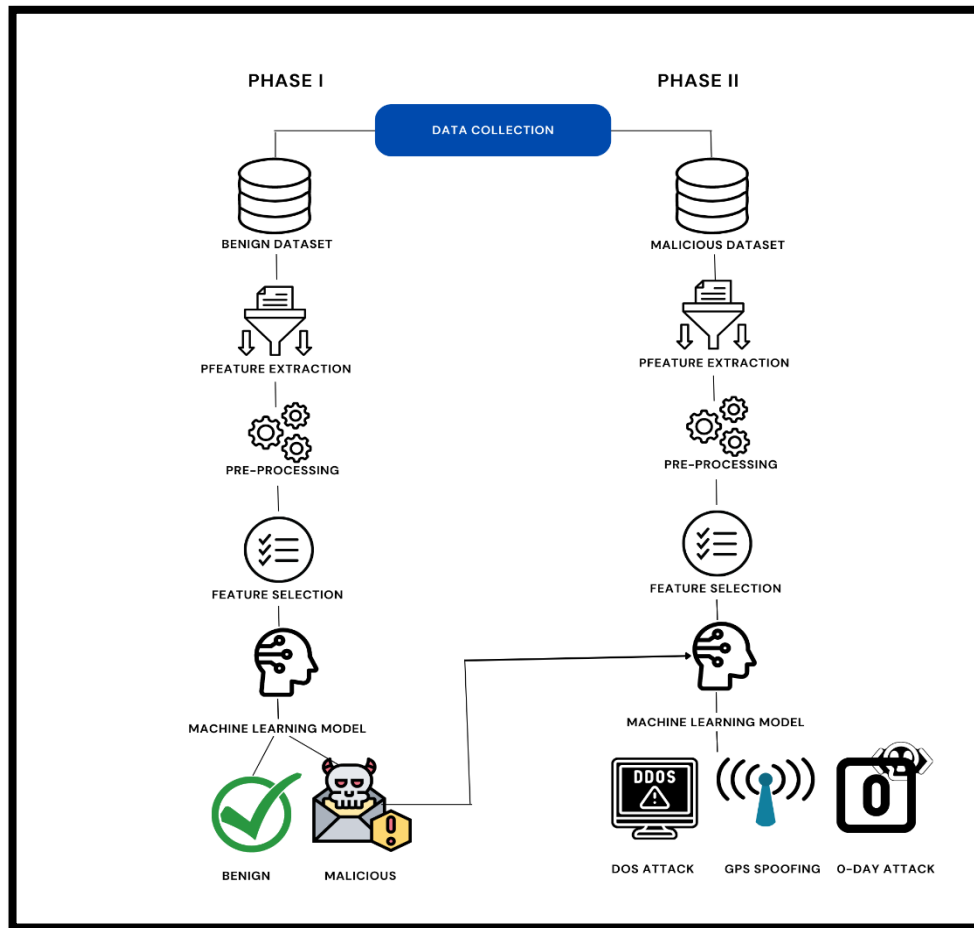 PHASE I
PHASE II
DATA COLLECTION
BENIGN DATASET
MALICIOUS DATASET
PFEATURE EXTRACTION
PFEATURE EXTRACTION
PRE-PROCESSING
PRE-PROCESSING
FEATURE SELECTION
FEATURE SELECTION
MACHINE LEARNING MODEL
MACHINE LEARNING MODEL
DDOS
0
BENIGN
MALICIOUS
DOS ATTACK
GPS SPOOFING
0-DAY ATTACK